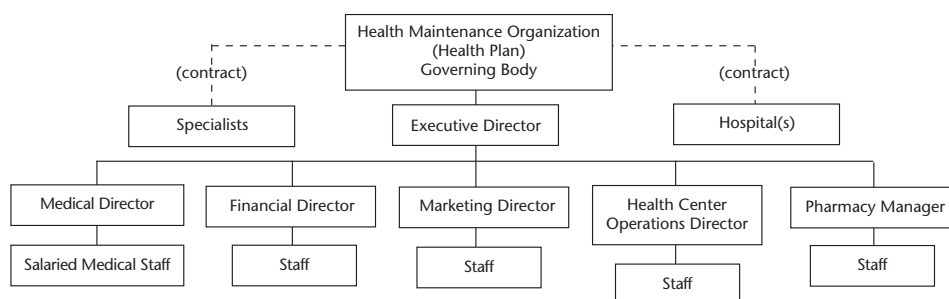 Health Maintenance Organization
(Health Plan)
Governing Body
(contract)
(contract)
Specialists
Executive Director
Hospital(s)
Medical Director
Financial Director
Marketing Director
Health Center
Operations Director
Pharmacy Manager
Salaried Medical Staff
Staff
Staff
Staff
Staff